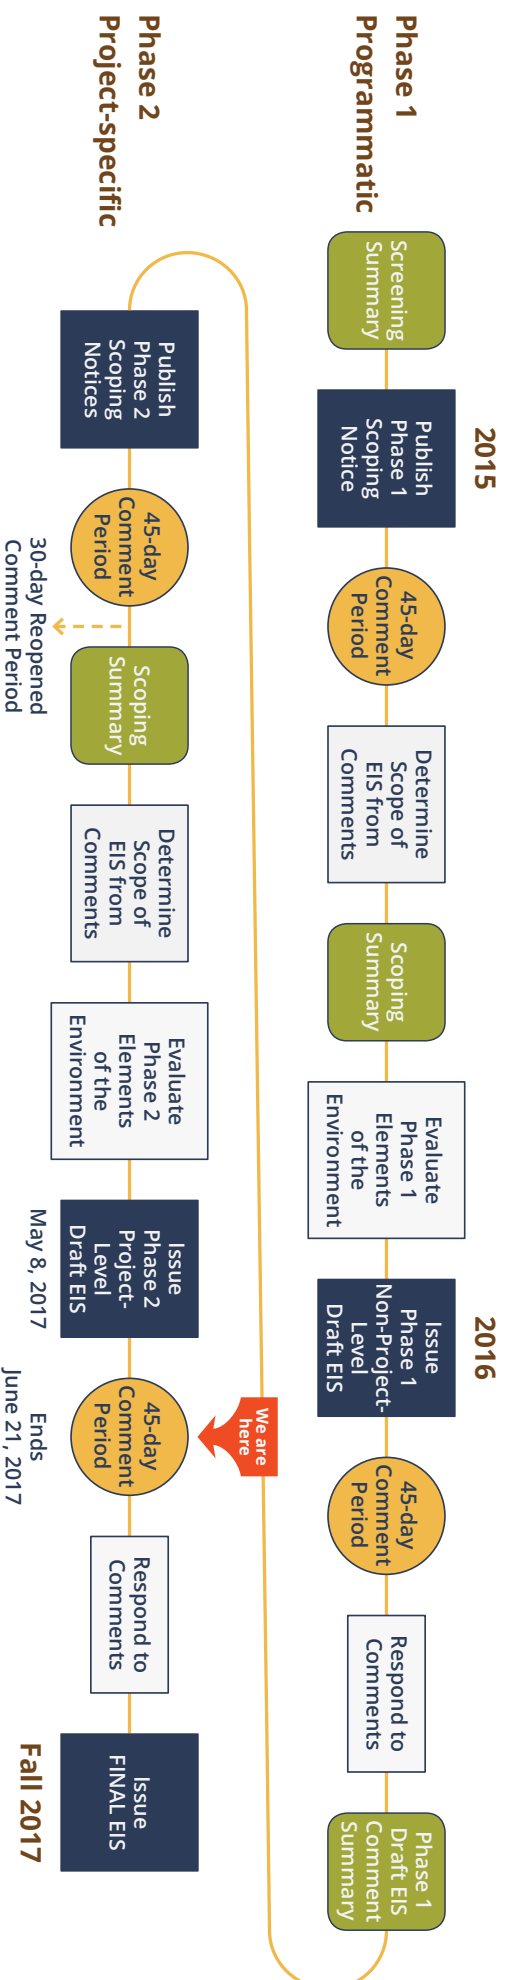 Phase 1
Programmatic
2015
2016
Screening
Summary
Publish
Phase 1
Scoping
Notice
45-day
Comment
Period
Determine
Scope of
EIS from
Comments
Scoping
Summary
Evaluate
Phase 1
Elements
of the
Environment
Issue
Phase 1
Non-Project-
Level
Draft EIS
45-day
Comment
Period
Respond to
Comments
Phase 1
Draft EIS
Comment
Summary
We are
here
Phase 2
Project-specific
Publish
Phase 2
Scoping
Notices
45-day
Comment
Period
30-day Reopened
Comment Period
Scoping
Summary
Determine
Scope of
EIS from
Comments
Evaluate
Phase 2
Elements
of the
Environment
Issue
Phase 2
Project-
Level
Draft EIS
May 8, 2017
45-day
Comment
Period
Ends
June 21, 2017
Respond to
Comments
Issue
FINAL EIS
Fall 2017